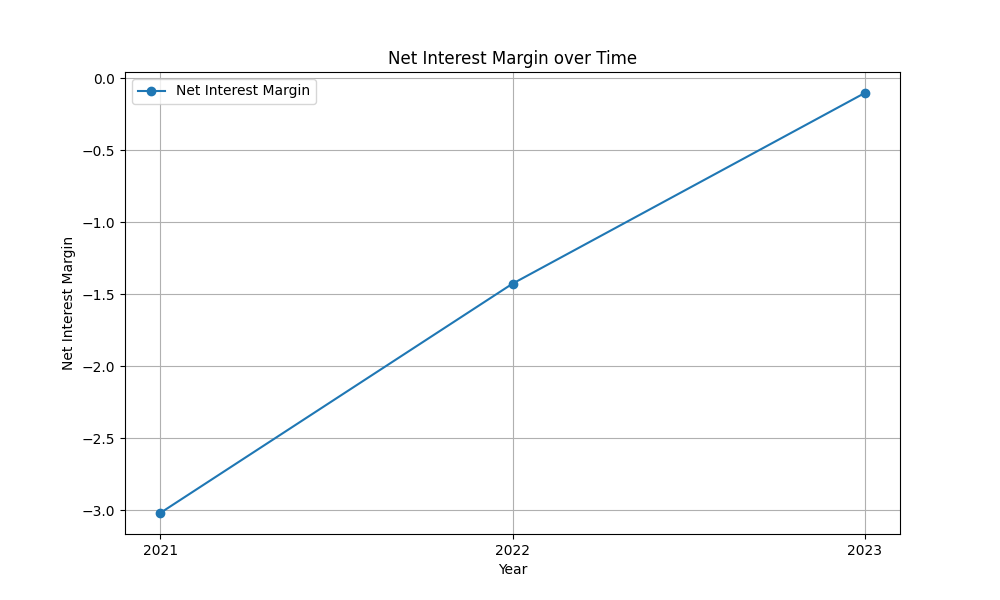 Net Interest Margin over Time
0.0
Net Interest Margin
−0.5
−1.0
−1.5
−2.0
−2.5
−3.0
Net Interest Margin
2021 2022 2023
Year